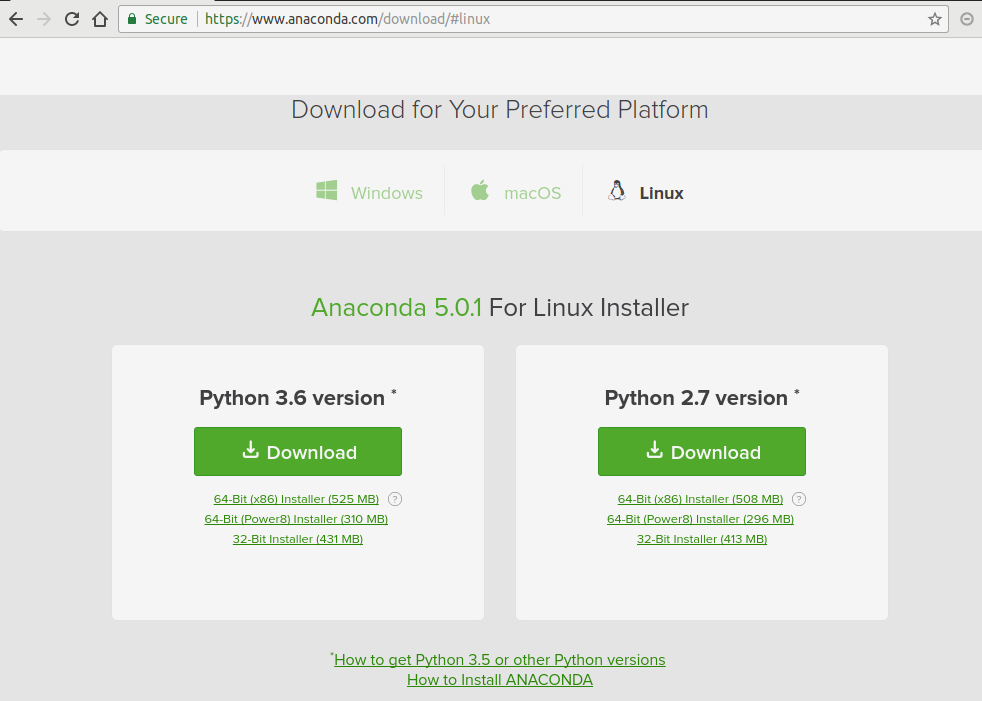 Secure https://www.anaconda.com/download/#linux
Download for Your Preferred Platform
Windows macOS Linux
Anaconda 5.0.1 For Linux Installer
Python 3.6 version *
Download
64-Bit (x86) Installer (525 MB) ?
64-Bit (Power8) Installer (310 MB)
32-Bit Installer (431 MB)
Python 2.7 version *
Download
64-Bit (x86) Installer (508 MB) ?
64-Bit (Power8) Installer (296 MB)
32-Bit Installer (413 MB)
*How to get Python 3.5 or other Python versions
How to Install ANACONDA